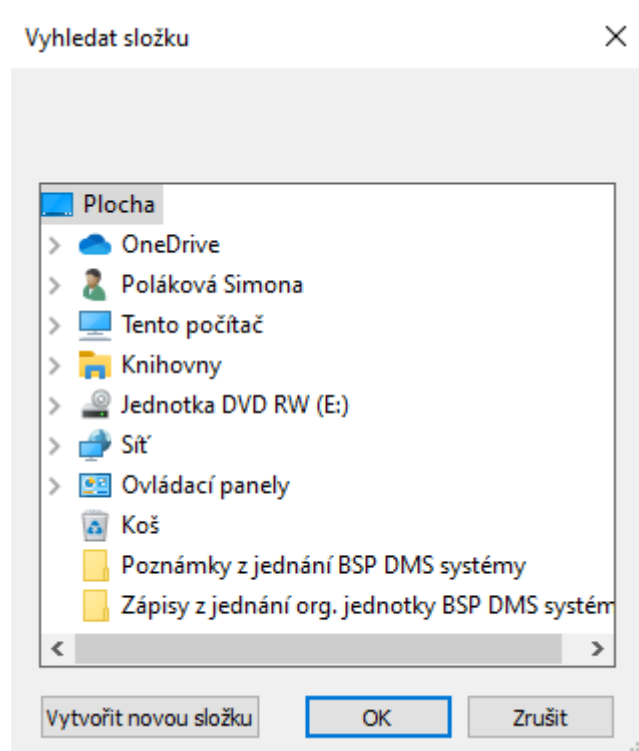 Vyhledat složku
Plocha
OneDrive
Poláková Simona
Tento počítač
Knihovny
Jednotka DVD RW (E:)
Síť
Ovládací panely
Koš
Poznámky z jednání BSP DMS systémy
Zápisy z jednání org. jednotky BSP DMS systém
Vytvořit novou složku
OK
Zrušit